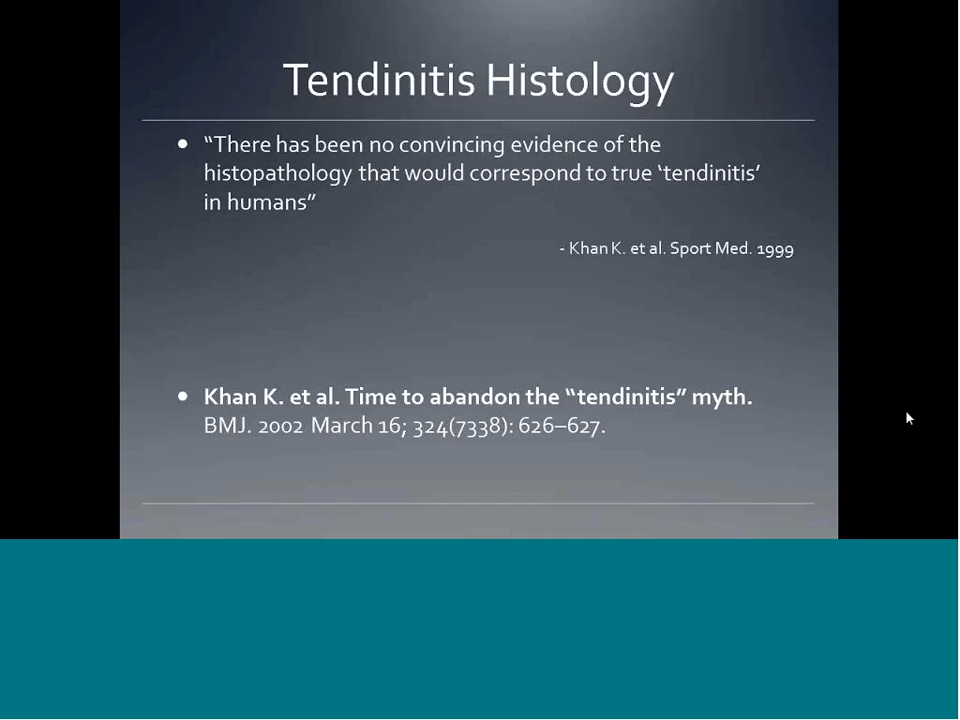 Tendinitis Histology
• “There has been no convincing evidence of the
histopathology that would correspond to true ‘tendinitis’
in humans”
- Khan K. et al. Sport Med. 1999
• Khan K. et al. Time to abandon the “tendinitis” myth.
BMJ. 2002 March 16; 324(7338): 626–627.